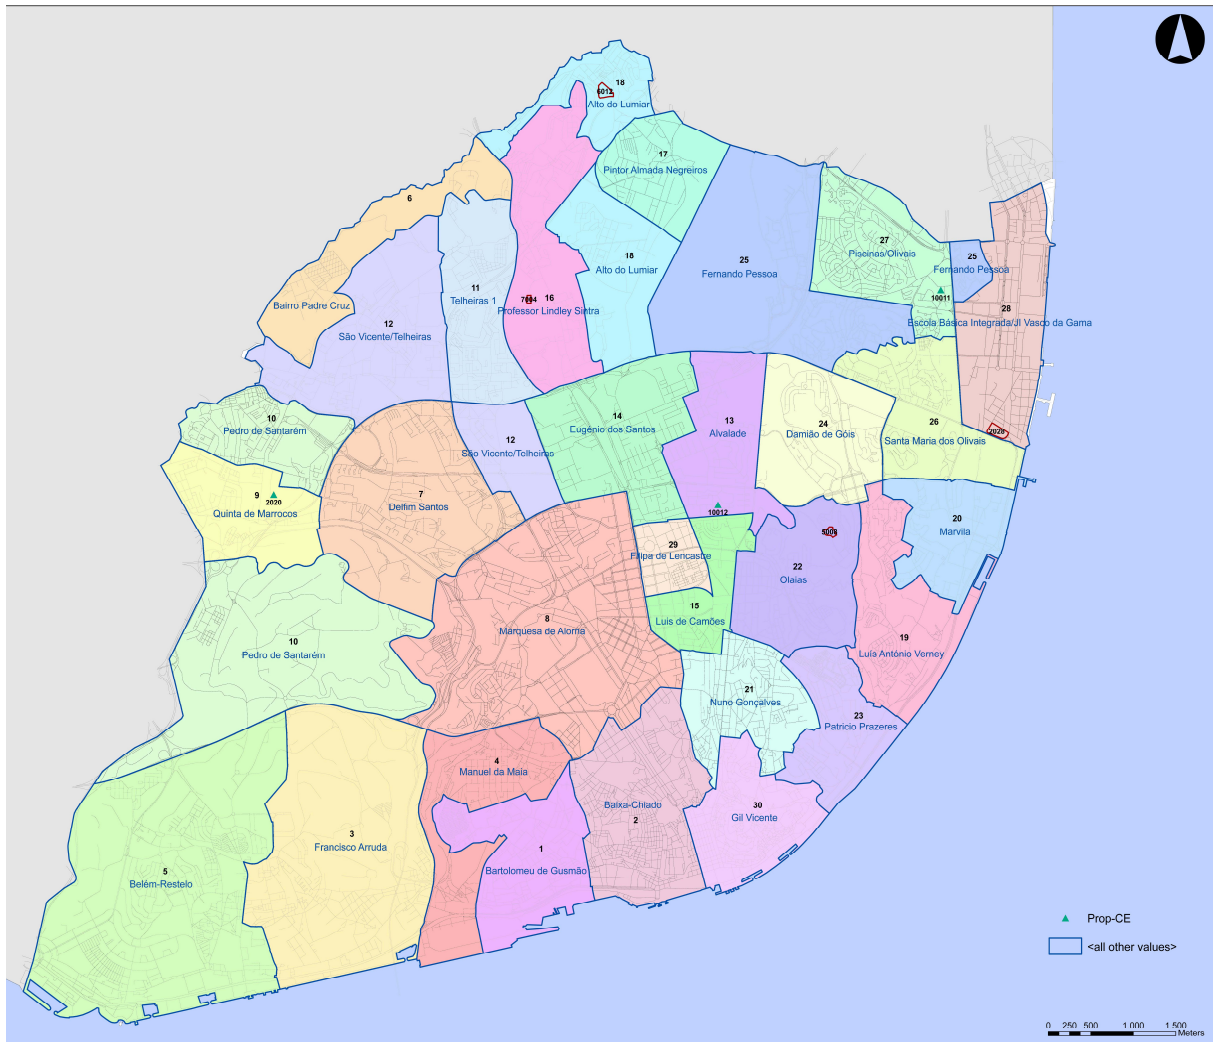 18
6012
Alto do Lumiar
17
Pintor Almada Negreiros
6
Bairro Padre Cruz
27
Piscinas/Olivais
10011
25
Fernando Pessoa
25
Fernando Pessoa
18
Alto do Lumiar
11
Telheiras 1
16
Professor Lindley Sintra
28
Escola Básica Integrada/JI Vasco da Gama
12
São Vicente/Telheiras
10
Pedro de Santarém
14
Eugénio dos Santos
13
Alvalade
24
Damião de Góis
26
Santa Maria dos Olivais
2028
12
São Vicente/Telheiras
9
2020
Quinta de Marrocos
7
Delfim Santos
10012
20
Marvila
5008
29
Filipa de Lencastre
22
Olaias
15
Luis de Camões
8
Marquesa de Alorna
10
Pedro de Santarém
19
Luís António Verney
21
Nuno Gonçalves
23
Patricio Prazeres
4
Manuel da Maia
Baixa-Chiado
2
30
Gil Vicente
3
Francisco Arruda
1
Bartolomeu de Gusmão
5
Belém-Restelo
Prop-CE
<all other values>
0 250 500 1 000 1 500
Meters